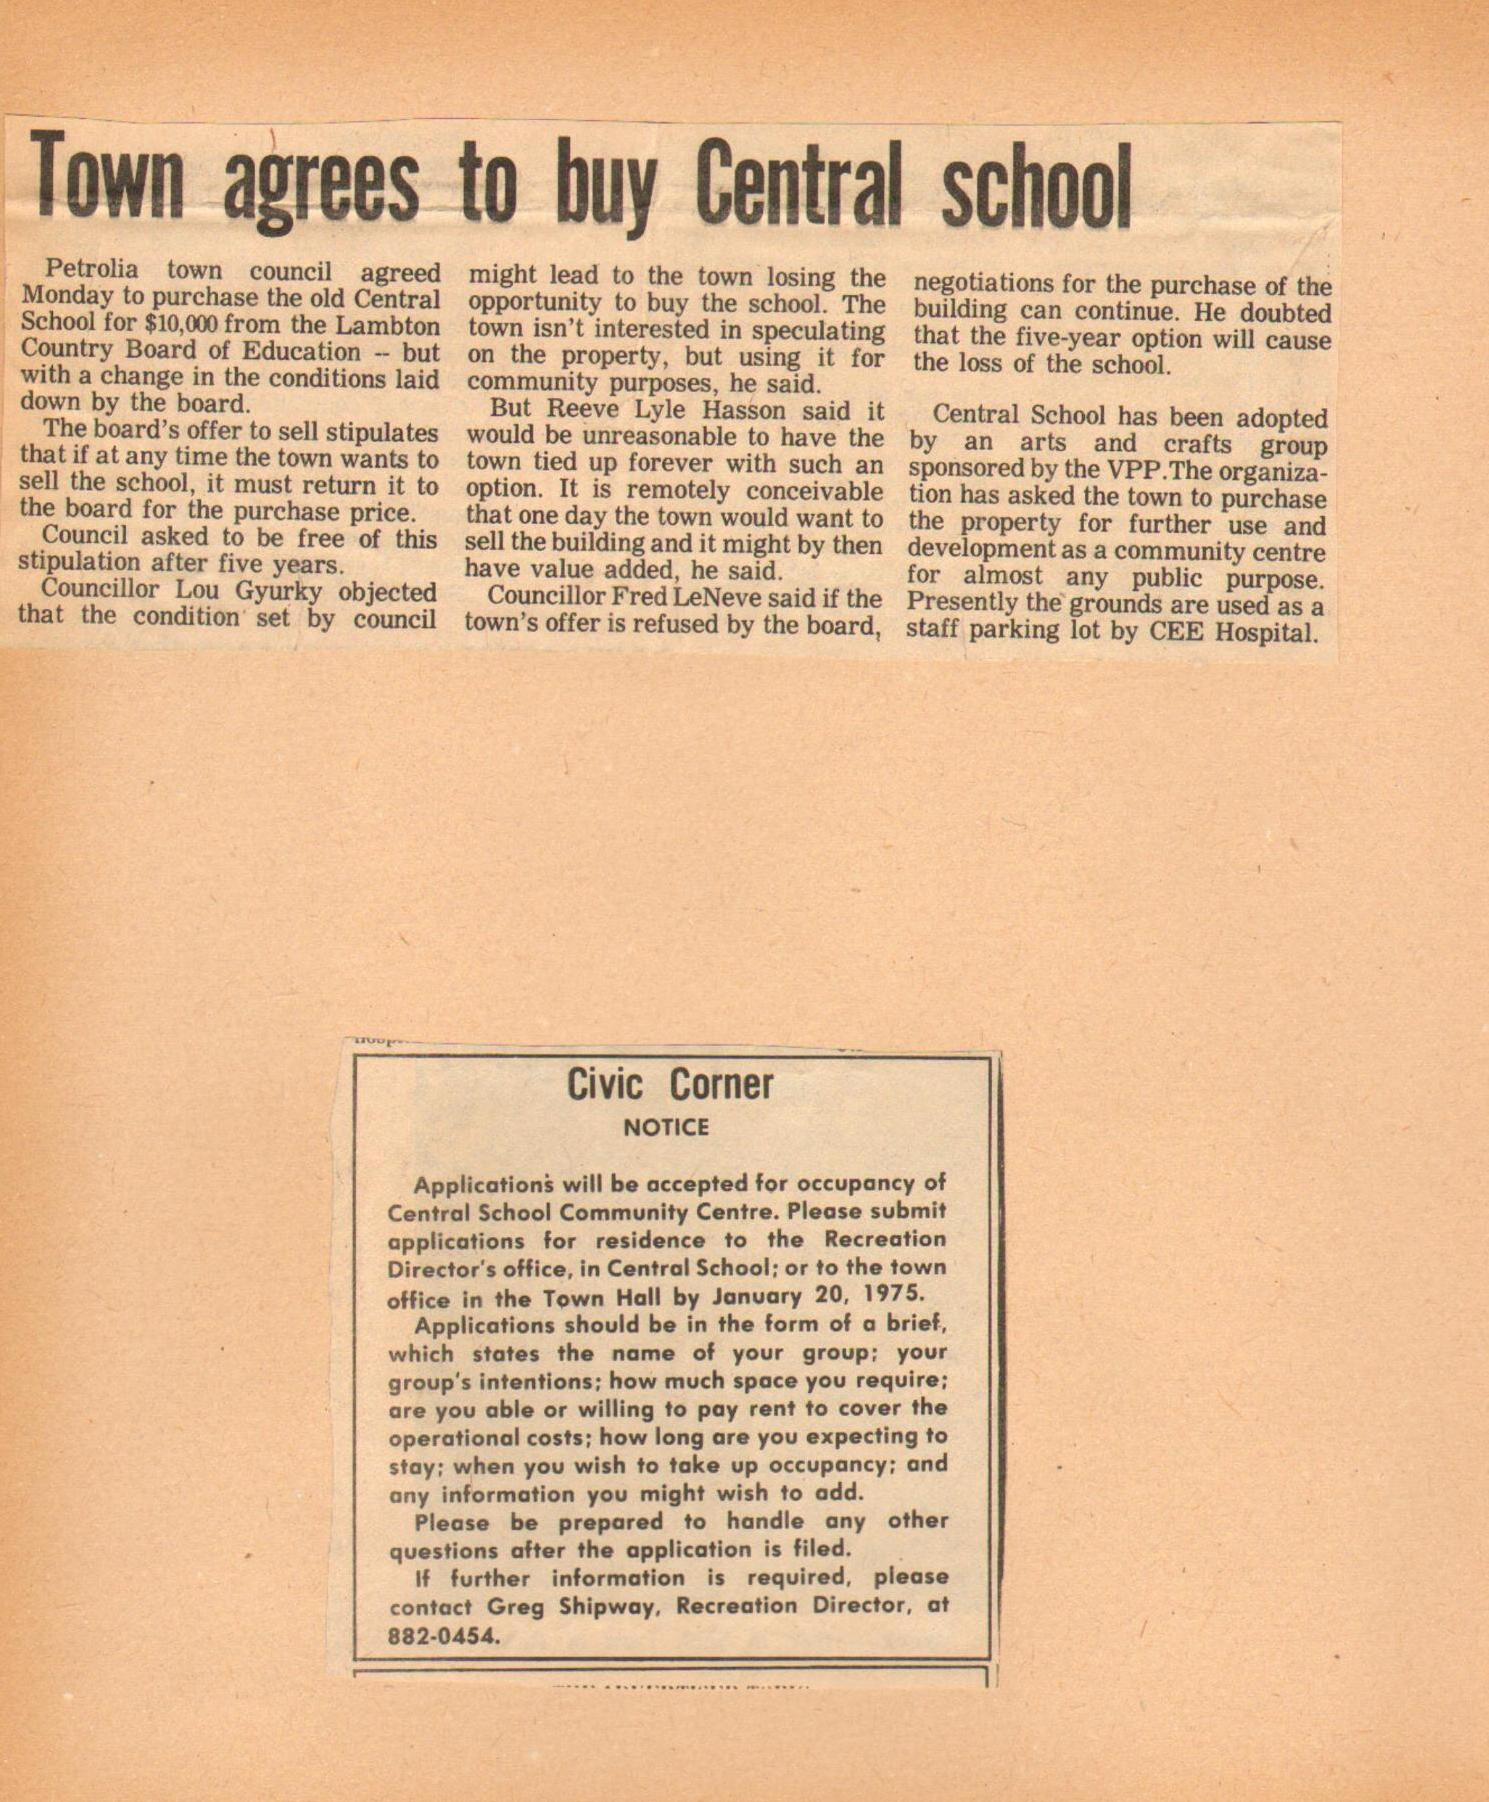 Town agrees to buy Central school
Petrolia town council agreed
Monday to purchase the old Central
School for $10,000 from the Lambton
Country Board of Education -- but
with a change in the conditions laid
down by the board.
The board's offer to sell stipulates
that if at any time the town wants to
sell the school, it must return it to
the board for the purchase price.
Council asked to be free of this
stipulation after five years.
Councillor Lou Gyurky objected
that the condition set by council
might lead to the town losing the
opportunity to buy the school. The
town isn't interested in speculating
on the property, but using it for
community purposes, he said.
But Reeve Lyle Hasson said it
would be unreasonable to have the
town tied up forever with such an
option. It is remotely conceivable
that one day the town would want to
sell the building and it might by then
have value added, he said.
Councillor Fred LeNeve said if the
town's offer is refused by the board,
negotiations for the purchase of the
building can continue. He doubted
that the five-year option will cause
the loss of the school.
Central School has been adopted
by an arts and crafts group
sponsored by the VPP.The organiza-
tion has asked the town to purchase
the property for further use and
development as a community centre
for almost any public purpose.
Presently the grounds are used as a
staff parking lot by CEE Hospital.
Civic Corner
NOTICE
Applications will be accepted for occupancy of
Central School Community Centre. Please submit
applications for residence to the Recreation
Director's office, in Central School; or to the town
office in the Town Hall by January 20, 1975.
Applications should be in the form of a brief,
which states the name of your group; your
group's intentions; how much space you require;
are you able or willing to pay rent to cover the
operational costs; how long are you expecting to
stay; when you wish to take up occupancy; and
any information you might wish to add.
Please be prepared to handle any other
questions after the application is filed.
If further information is required, please
contact Greg Shipway, Recreation Director, at
882-0454.